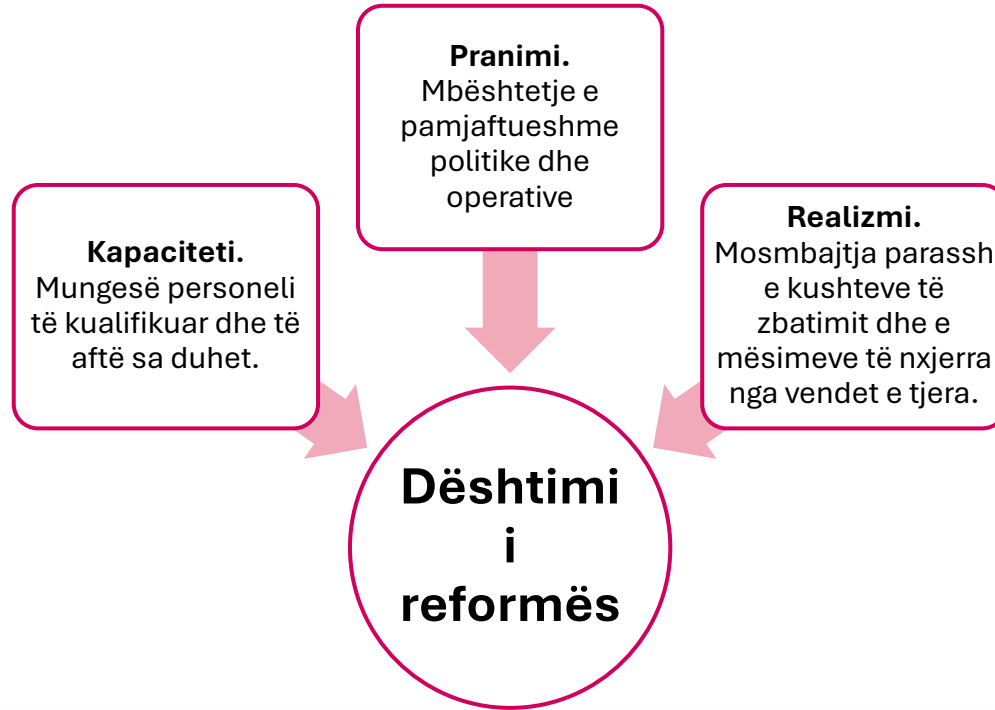 Pranimi.
Mbështetje e
pamjaftueshme
politike dhe
operative
Kapaciteti.
Mungesë personeli
të kualifikuar dhe të
aftë sa duhet.
Realizmi.
Mosmbajtja parassh
e kushteve të
zbatimit dhe e
mësimeve të nxjerra
nga vendet e tjera.
Dështimi
i
reformës